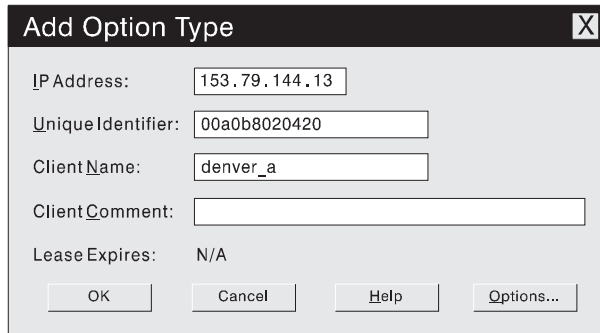 Add Option Type X
IP Address: 153.79.144.13
Unique Identifier: 00a0b8020420
Client Name: denver_a
Client Comment:
Lease Expires: N/A
OK Cancel Help Options...